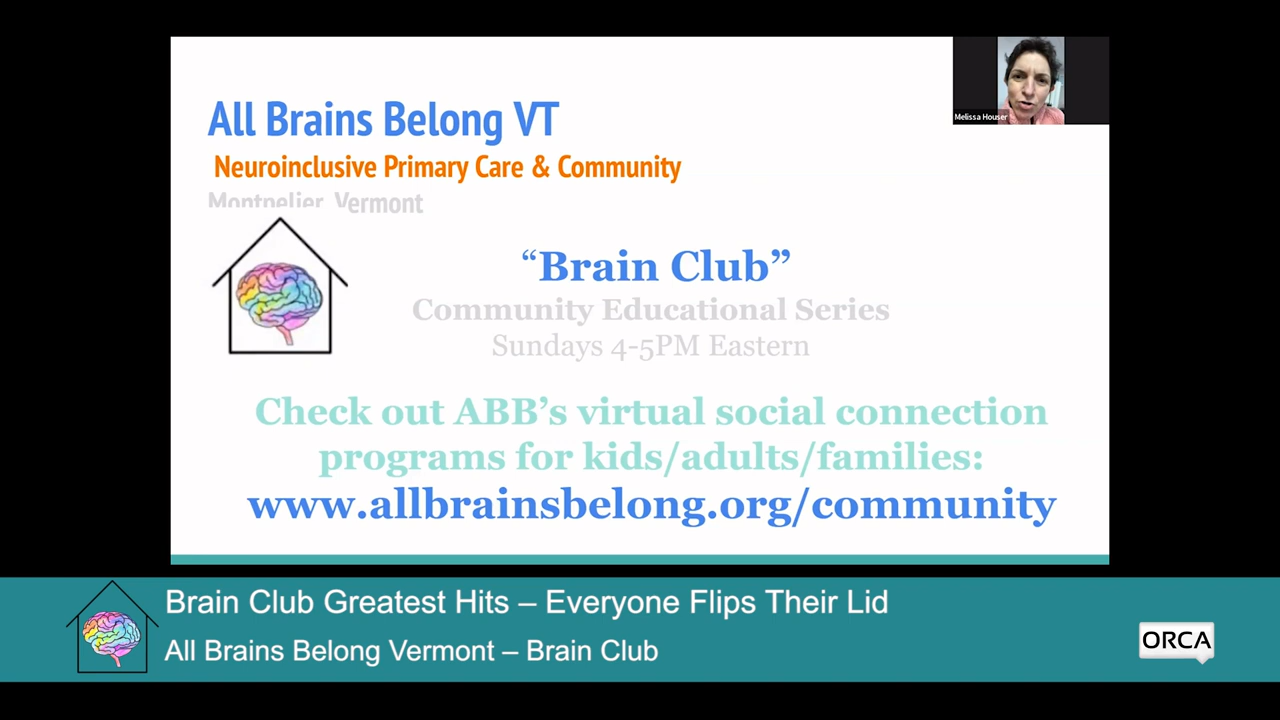 All Brains Belong VT
Neuroinclusive Primary Care & Community
Montpelier, Vermont
“Brain Club”
Community Educational Series
Sundays 4-5PM Eastern
Check out ABB’s virtual social connection
programs for kids/adults/families:
www.allbrainsbelong.org/community
Melissa Houser
Brain Club Greatest Hits – Everyone Flips Their Lid
All Brains Belong Vermont – Brain Club
ORCA